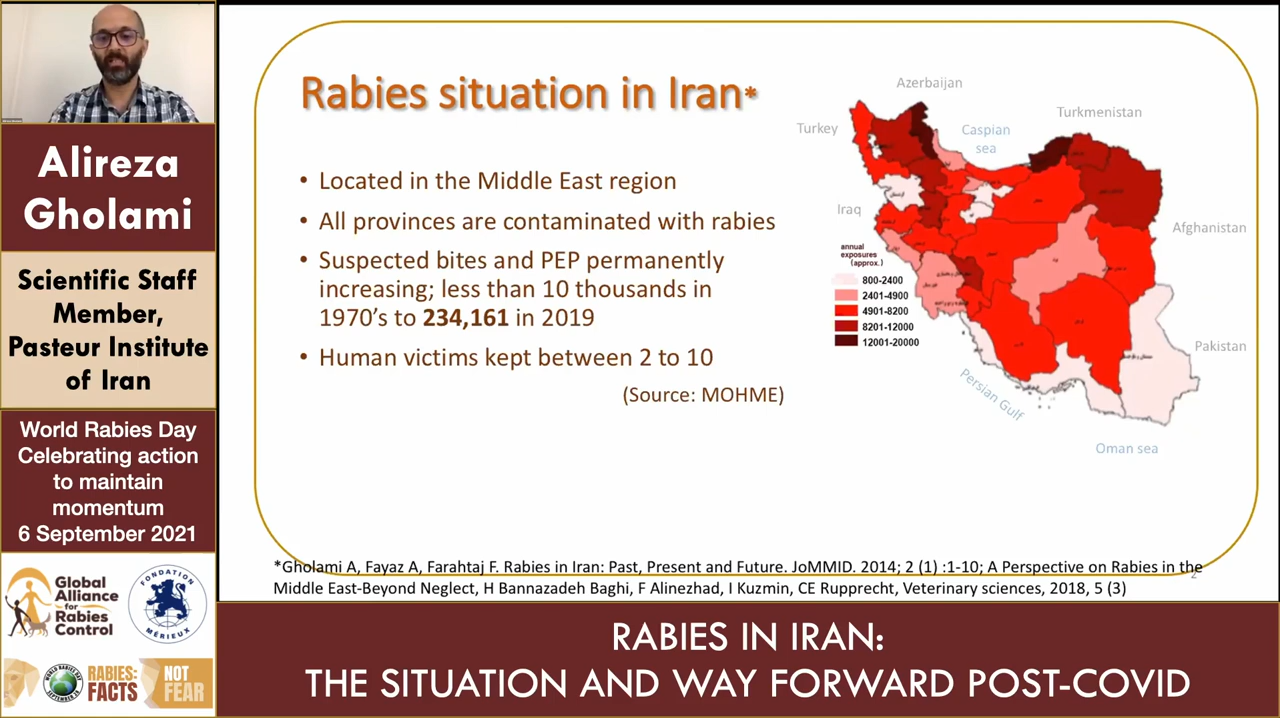 Alireza
Gholami
Scientific Staff
Member,
Pasteur Institute
of Iran
World Rabies Day
Celebrating action
to maintain
momentum
6 September 2021
Global
Alliance
for
Rabies
Control
FONDATION
MÉRIEUX
WORLD RABIES DAY
SEPTEMBER 28
RABIES:
FACTS
NOT
FEAR
Rabies situation in Iran*
• Located in the Middle East region
• All provinces are contaminated with rabies
• Suspected bites and PEP permanently
increasing; less than 10 thousands in
1970's to 234,161 in 2019
• Human victims kept between 2 to 10
(Source: MOHME)
Azerbaijan
Turkmenistan
Turkey
Caspian
sea
Iraq
Afghanistan
annual
exposures
(approx.)
800-2400
2401-4900
4901-8200
8201-12000
12001-20000
Pakistan
Persian Gulf
Oman sea
*Gholami A, Fayaz A, Farahtaj F. Rabies in Iran: Past, Present and Future. JoMMID. 2014; 2 (1) :1-10; A Perspective on Rabies in the
Middle East-Beyond Neglect, H Bannazadeh Baghi, F Alinezhad, I Kuzmin, CE Rupprecht, Veterinary sciences, 2018, 5 (3)
2
RABIES IN IRAN:
THE SITUATION AND WAY FORWARD POST-COVID